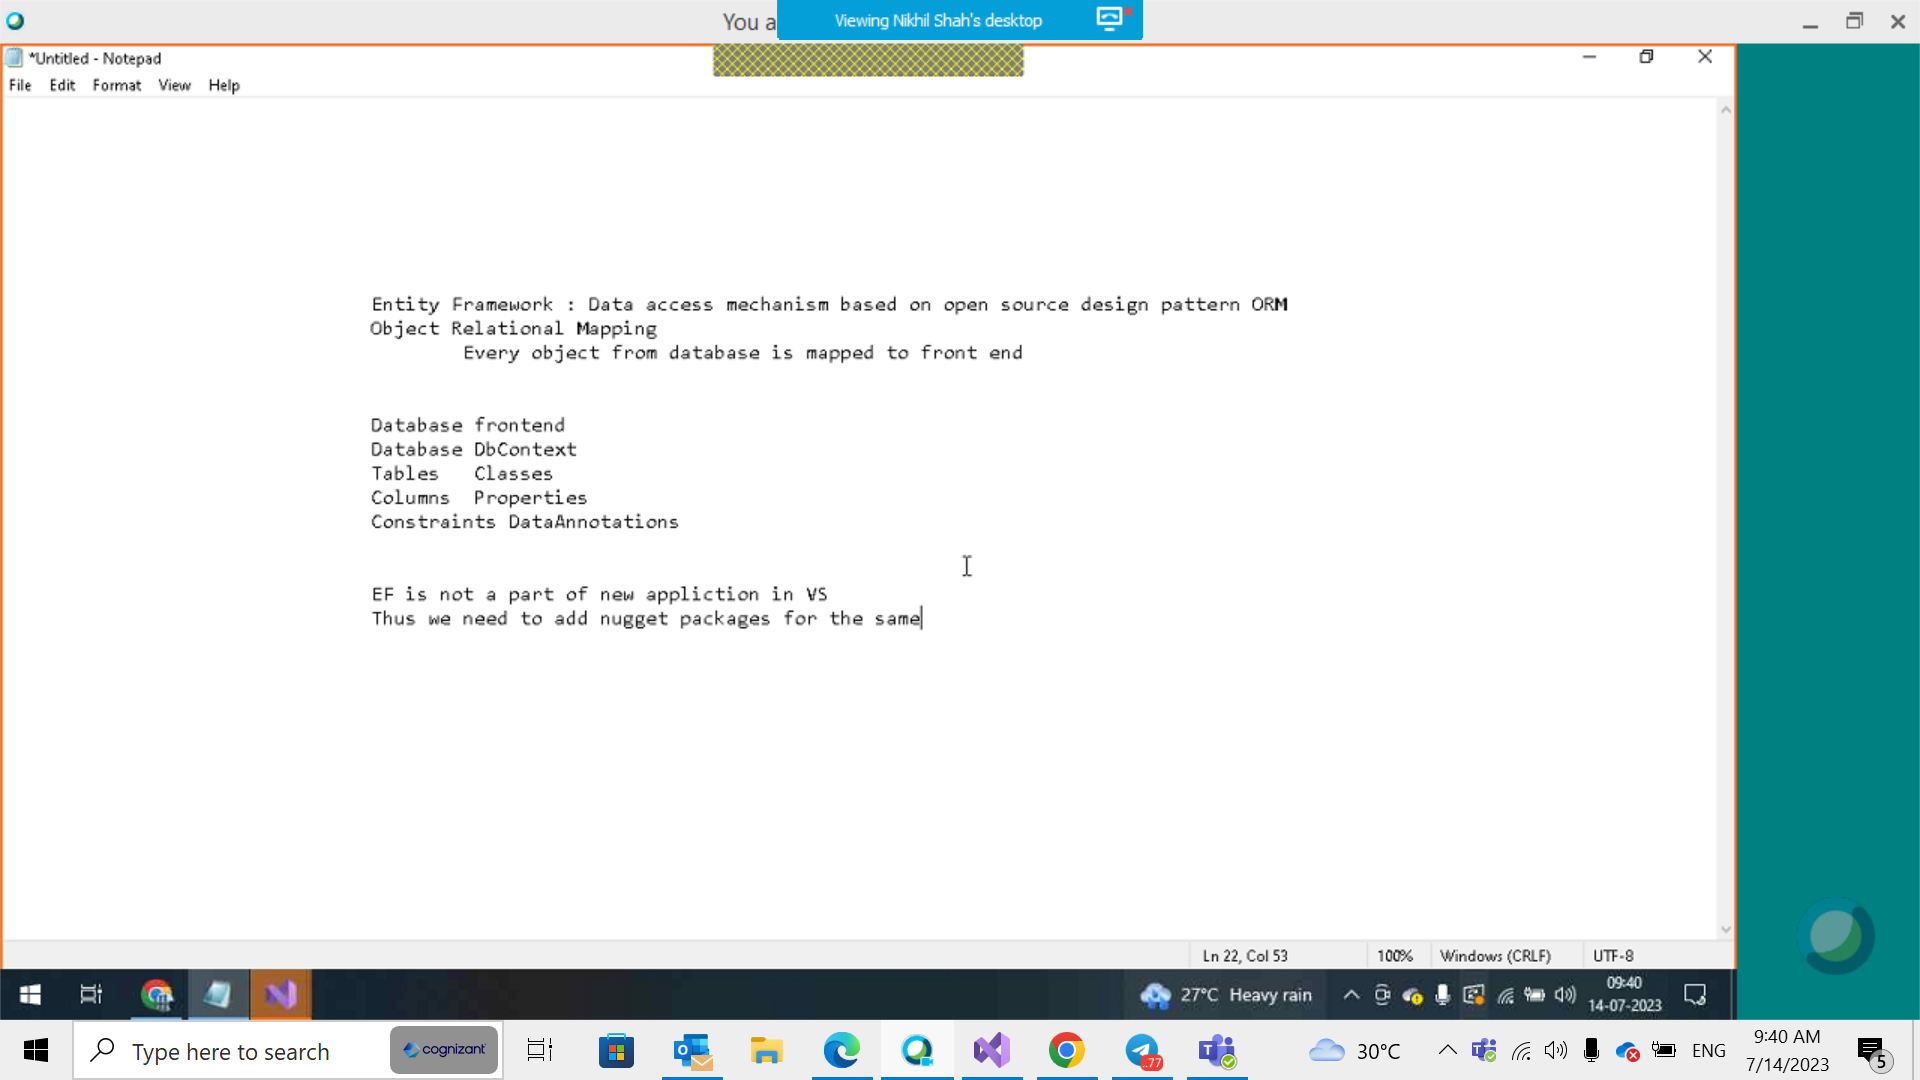 You a
Viewing Nikhil Shah's desktop
*Untitled - Notepad
File Edit Format View Help
Entity Framework : Data access mechanism based on open source design pattern ORM
Object Relational Mapping
Every object from database is mapped to front end
Database frontend
Database DbContext
Tables Classes
Columns Properties
Constraints DataAnnotations
EF is not a part of new appliction in VS
Thus we need to add nugget packages for the same
Ln 22, Col 53 100% Windows (CRLF) UTF-8
27°C Heavy rain
09:40
14-07-2023
Type here to search
cognizant
..77
30°C
ENG
9:40 AM
7/14/2023
5